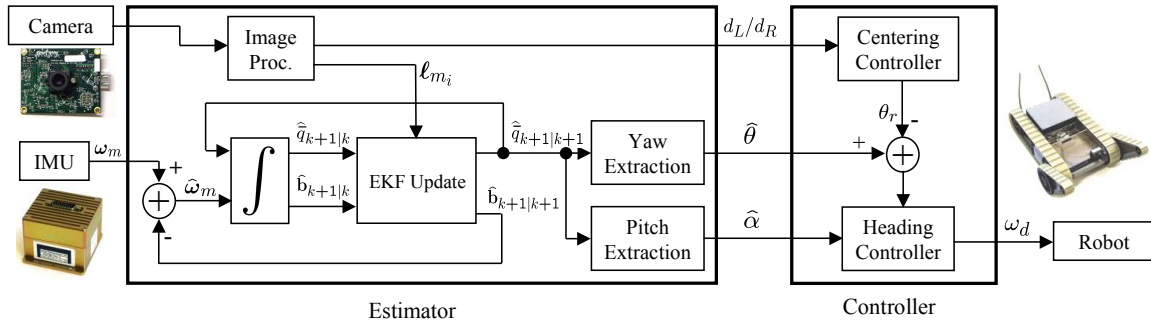 Camera
Image
Proc.
d_L/d_R
Centering
Controller
ℓ_{m_i}
θ_r
-
IMU
ω_m
+
ω̂_m
-
∫
q̄̂_{k+1|k}
b̂_{k+1|k}
EKF Update
q̄̂_{k+1|k+1}
b̂_{k+1|k+1}
Yaw
Extraction
θ̂
+
Pitch
Extraction
α̂
Heading
Controller
ω_d
Robot
Estimator
Controller